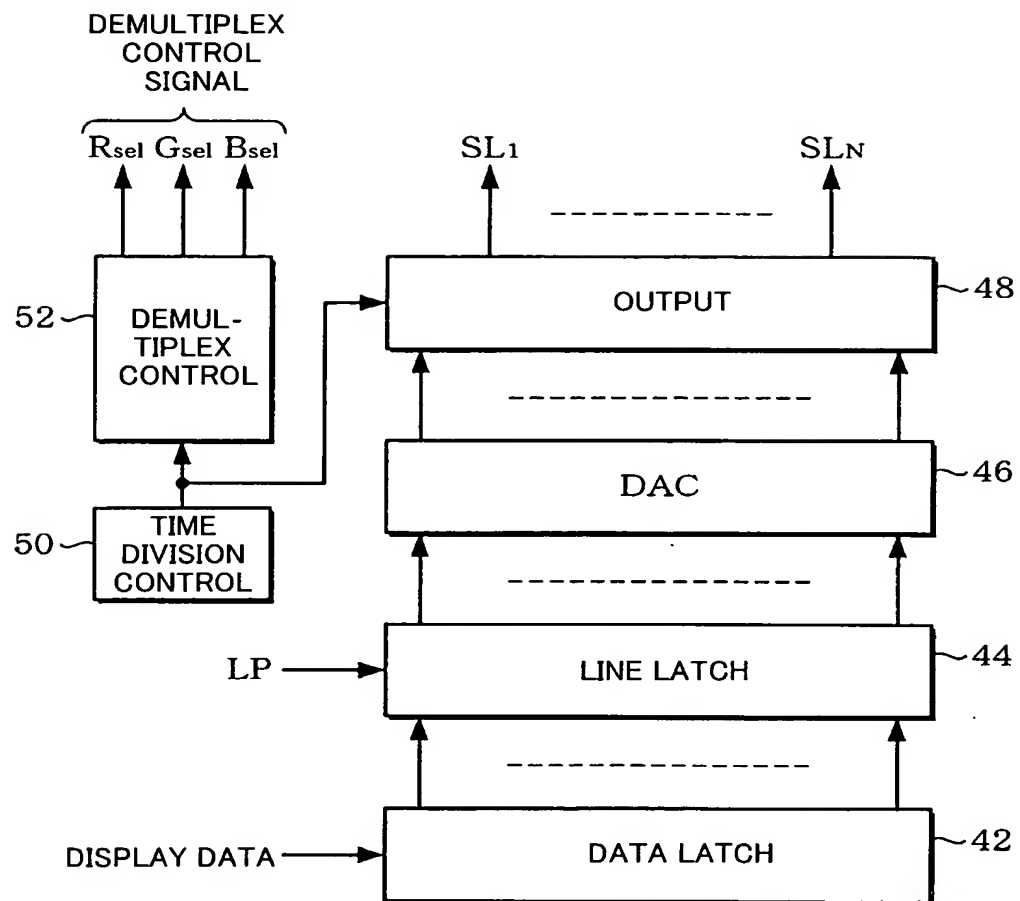 DEMULTIPLEX
CONTROL
SIGNAL
Rsel Gsel Bsel
SL1 SLN
OUTPUT
48
52
DEMUL-
TIPLEX
CONTROL
DAC
46
50
TIME
DIVISION
CONTROL
LP
LINE LATCH
44
DISPLAY DATA
DATA LATCH
42